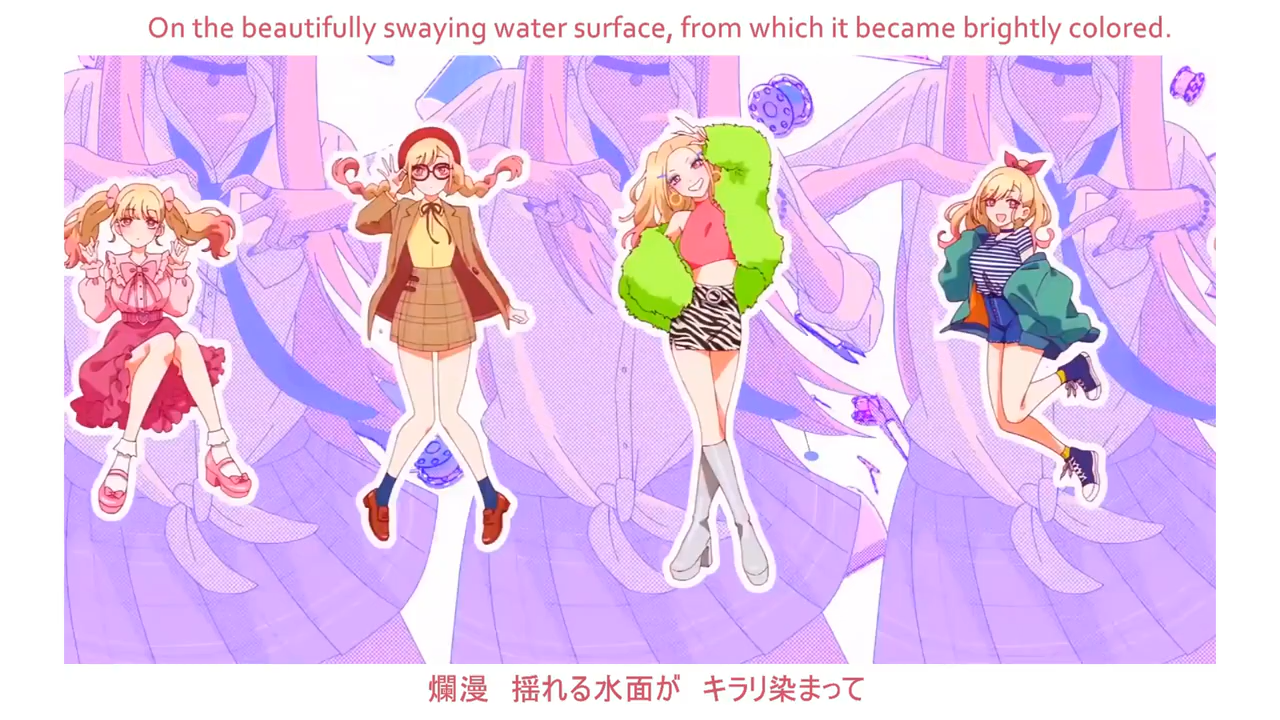 On the beautifully swaying water surface, from which it became brightly colored.
爛漫　揺れる水面が　キラリ染まって